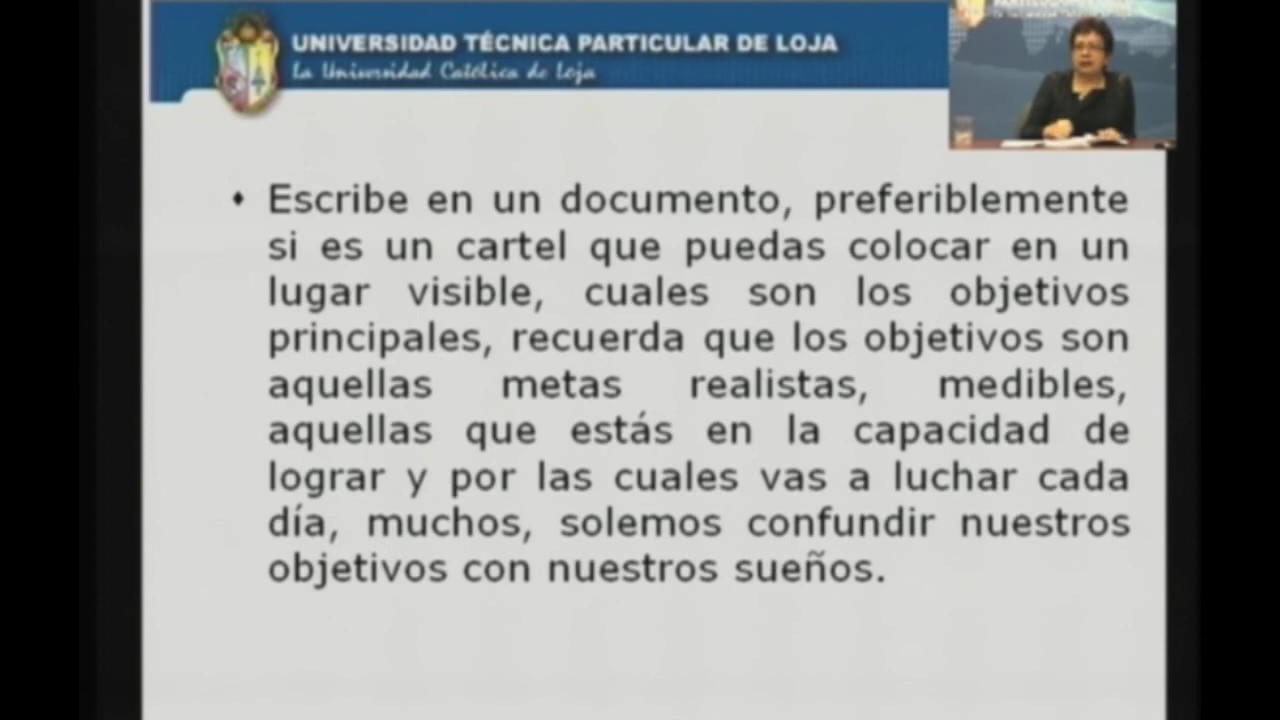 UNIVERSIDAD TÉCNICA PARTICULAR DE LOJA
La Universidad Católica de Loja
• Escribe en un documento, preferiblemente
si es un cartel que puedas colocar en un
lugar visible, cuales son los objetivos
principales, recuerda que los objetivos son
aquellas metas realistas, medibles,
aquellas que estás en la capacidad de
lograr y por las cuales vas a luchar cada
día, muchos, solemos confundir nuestros
objetivos con nuestros sueños.